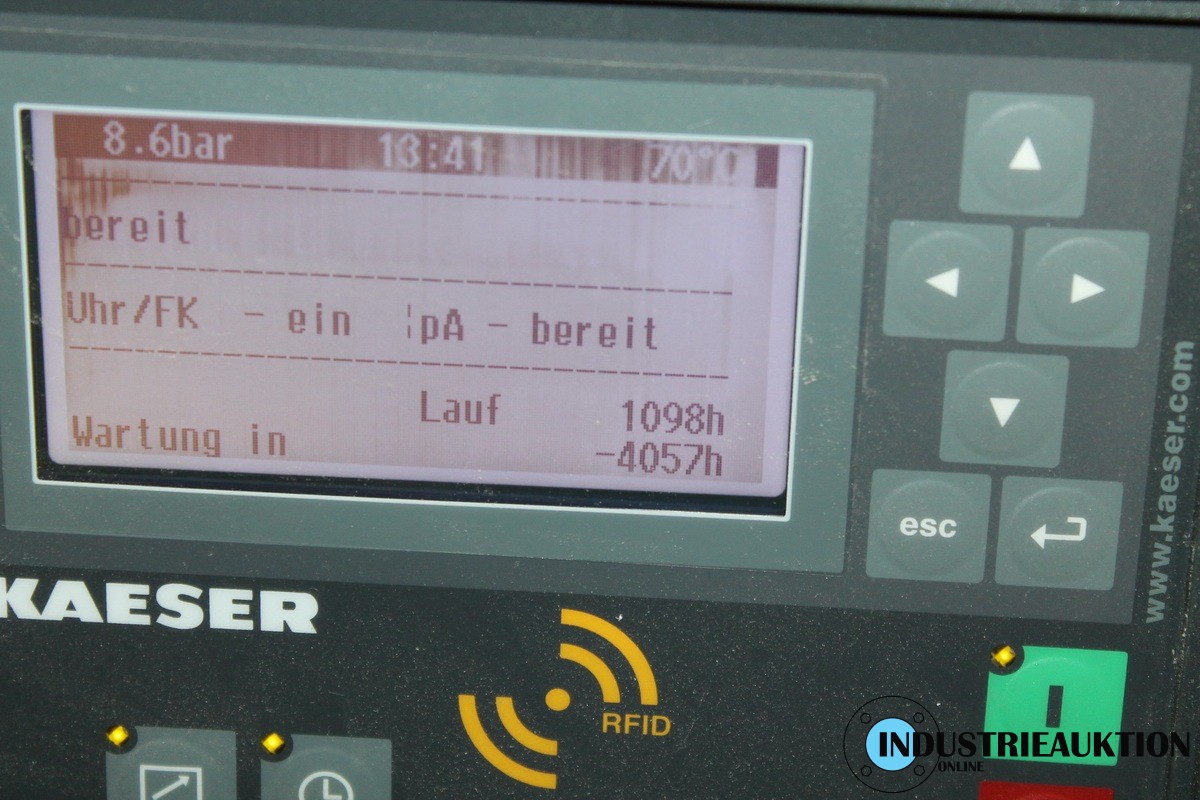 8.6bar 13:41 70°C
bereit
Uhr/FK - ein ¦pA - bereit
Lauf 1098h
Wartung in -4057h
esc
www.kaeser.com
KAESER
RFID
INDUSTRIEAUKTION
ONLINE